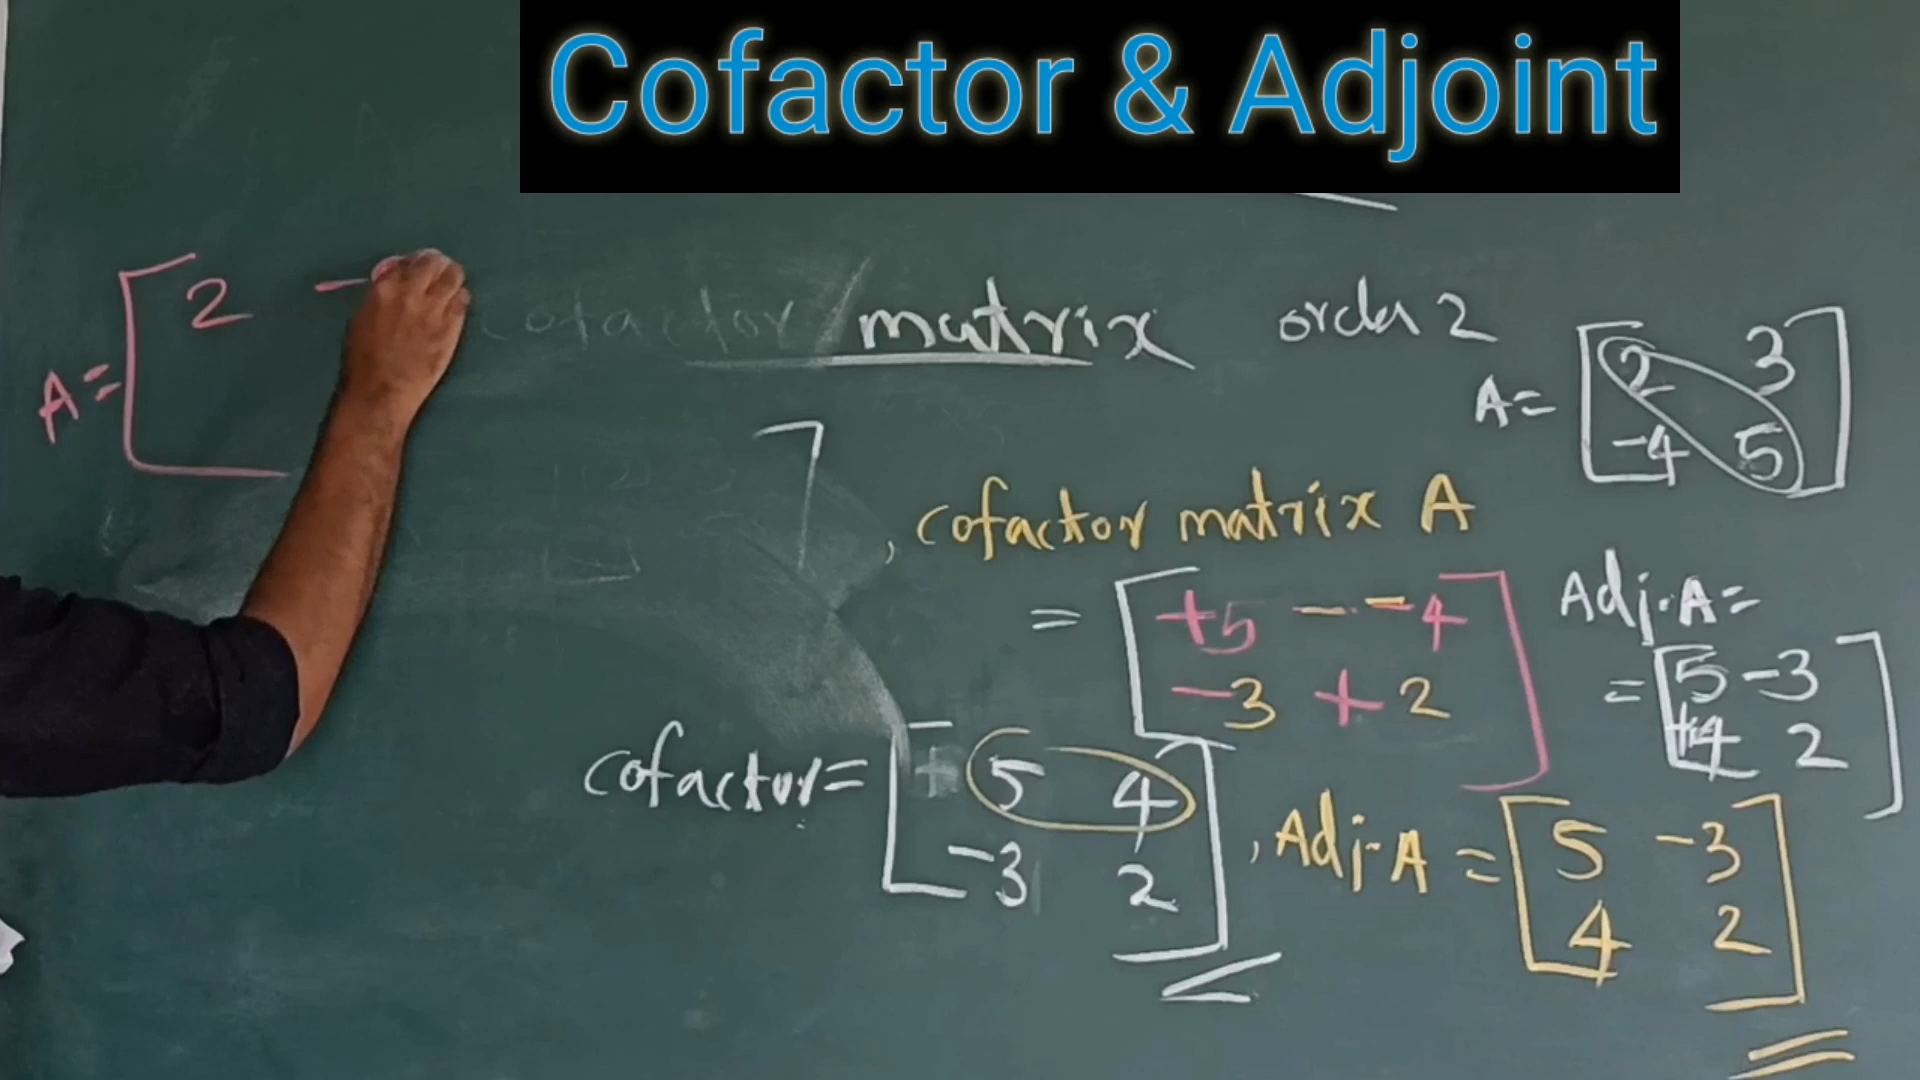 Cofactor & Adjoint
cofactor matrix order 2
A = [2 3
-4 5]
A = [2 -
, cofactor matrix A
= [+5 - -4
-3 +2]
Adj. A =
= [5 -3
+4 2]
cofactor = [5 4
-3 2]
, Adj. A = [5 -3
4 2]